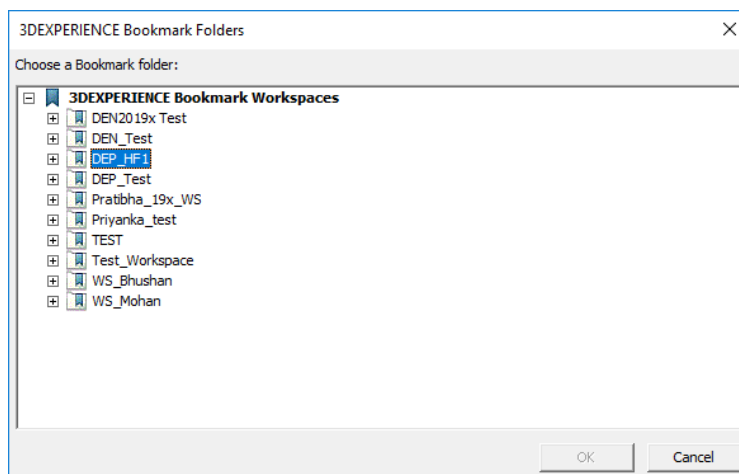 3DEXPERIENCE Bookmark Folders
Choose a Bookmark folder:
3DEXPERIENCE Bookmark Workspaces
DEN2019x Test
DEN_Test
DEP_HF1
DEP_Test
Pratibha_19x_WS
Priyanka_test
TEST
Test_Workspace
WS_Bhushan
WS_Mohan
OK Cancel